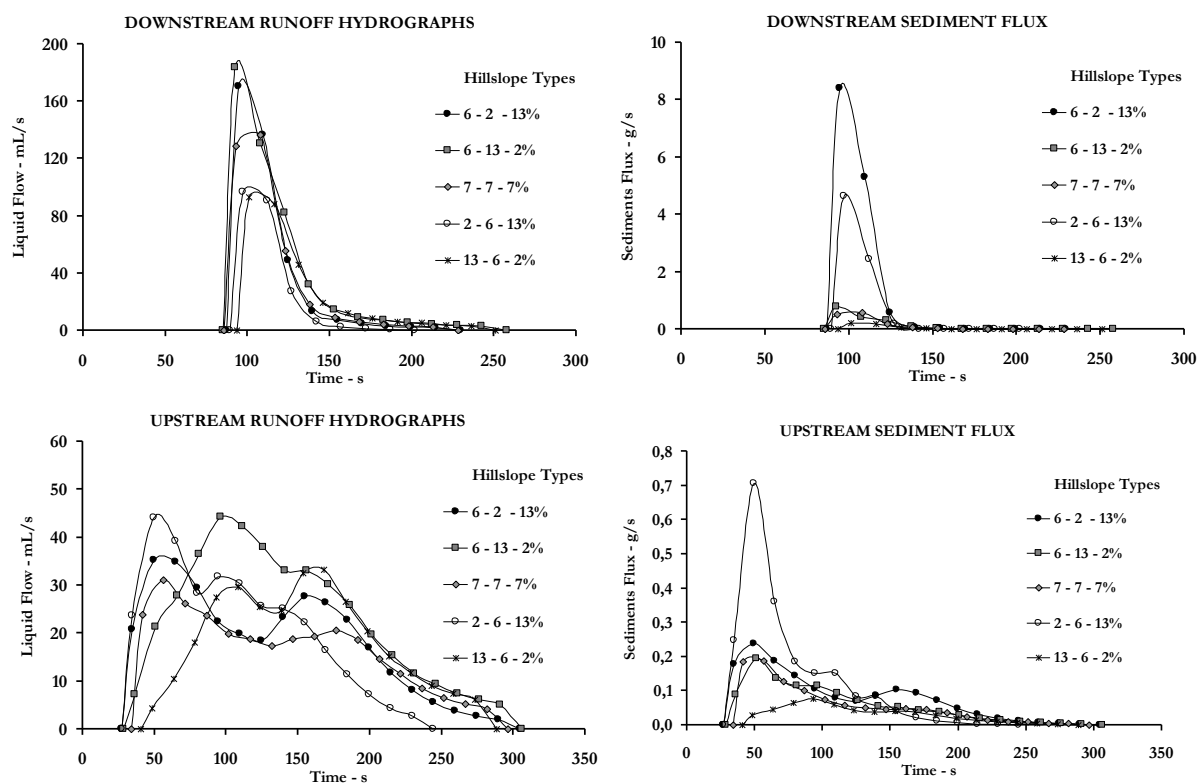 DOWNSTREAM RUNOFF HYDROGRAPHS
200
160
120
80
40
0
Liquid Flow - mL/s
0 50 100 150 200 250 300
Time - s
Hillslope Types
6 - 2 - 13%
6 - 13 - 2%
7 - 7 - 7%
2 - 6 - 13%
13 - 6 - 2%
DOWNSTREAM SEDIMENT FLUX
10
8
6
4
2
0
Sediments Flux - g/s
0 50 100 150 200 250 300
Time - s
Hillslope Types
6 - 2 - 13%
6 - 13 - 2%
7 - 7 - 7%
2 - 6 - 13%
13 - 6 - 2%
UPSTREAM RUNOFF HYDROGRAPHS
60
50
40
30
20
10
0
Liquid Flow - mL/s
0 50 100 150 200 250 300 350
Time - s
Hillslope Types
6 - 2 - 13%
6 - 13 - 2%
7 - 7 - 7%
2 - 6 - 13%
13 - 6 - 2%
UPSTREAM SEDIMENT FLUX
0,8
0,7
0,6
0,5
0,4
0,3
0,2
0,1
0,0
Sediments Flux - g/s
0 50 100 150 200 250 300 350
Time - s
Hillslope Types
6 - 2 - 13%
6 - 13 - 2%
7 - 7 - 7%
2 - 6 - 13%
13 - 6 - 2%